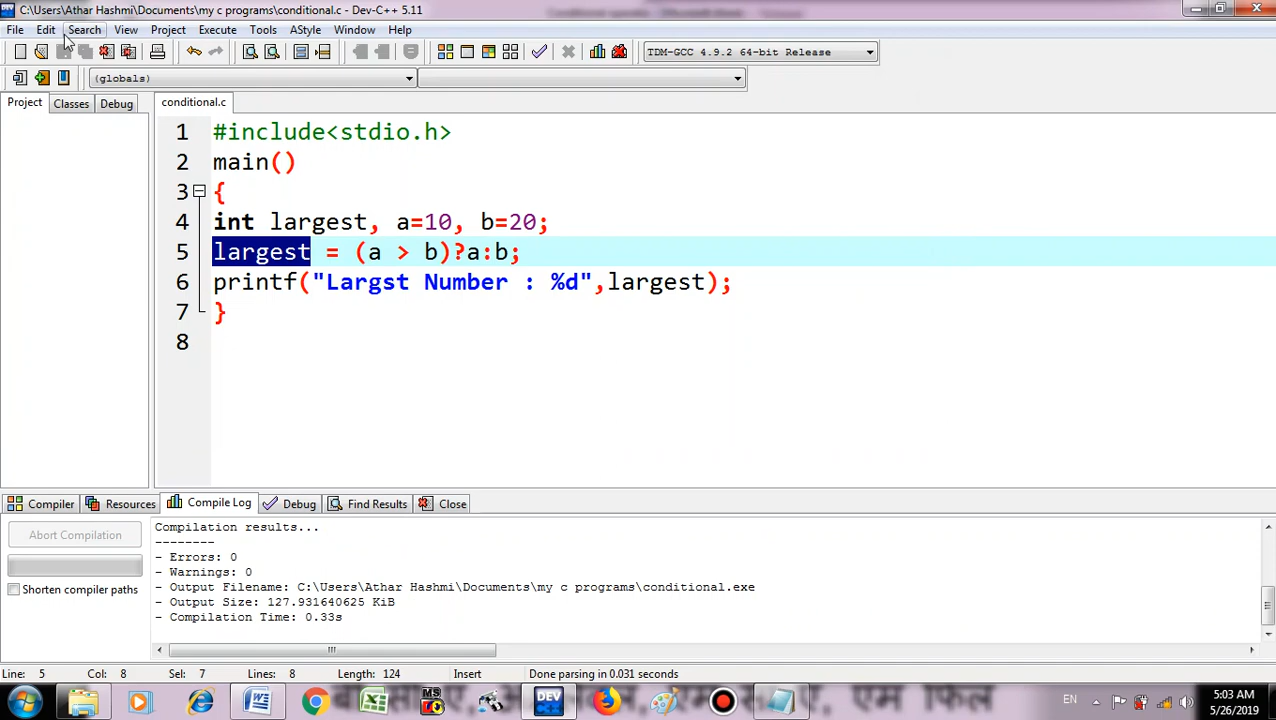 C:\Users\Athar Hashmi\Documents\my c programs\conditional.c - Dev-C++ 5.11
File Edit Search View Project Execute Tools AStyle Window Help
TDM-GCC 4.9.2 64-bit Release
(globals)
Project Classes Debug
conditional.c
1 #include<stdio.h>
2 main()
3 {
4 int largest, a=10, b=20;
5 largest = (a > b)?a:b;
6 printf("Largst Number : %d",largest);
7 }
8
Compiler Resources Compile Log Debug Find Results Close
Abort Compilation
Shorten compiler paths
Compilation results...
--------
- Errors: 0
- Warnings: 0
- Output Filename: C:\Users\Athar Hashmi\Documents\my c programs\conditional.exe
- Output Size: 127.931640625 KiB
- Compilation Time: 0.33s
Line: 5 Col: 8 Sel: 7 Lines: 8 Length: 124 Insert Done parsing in 0.031 seconds
DEV
EN
5:03 AM
5/26/2019